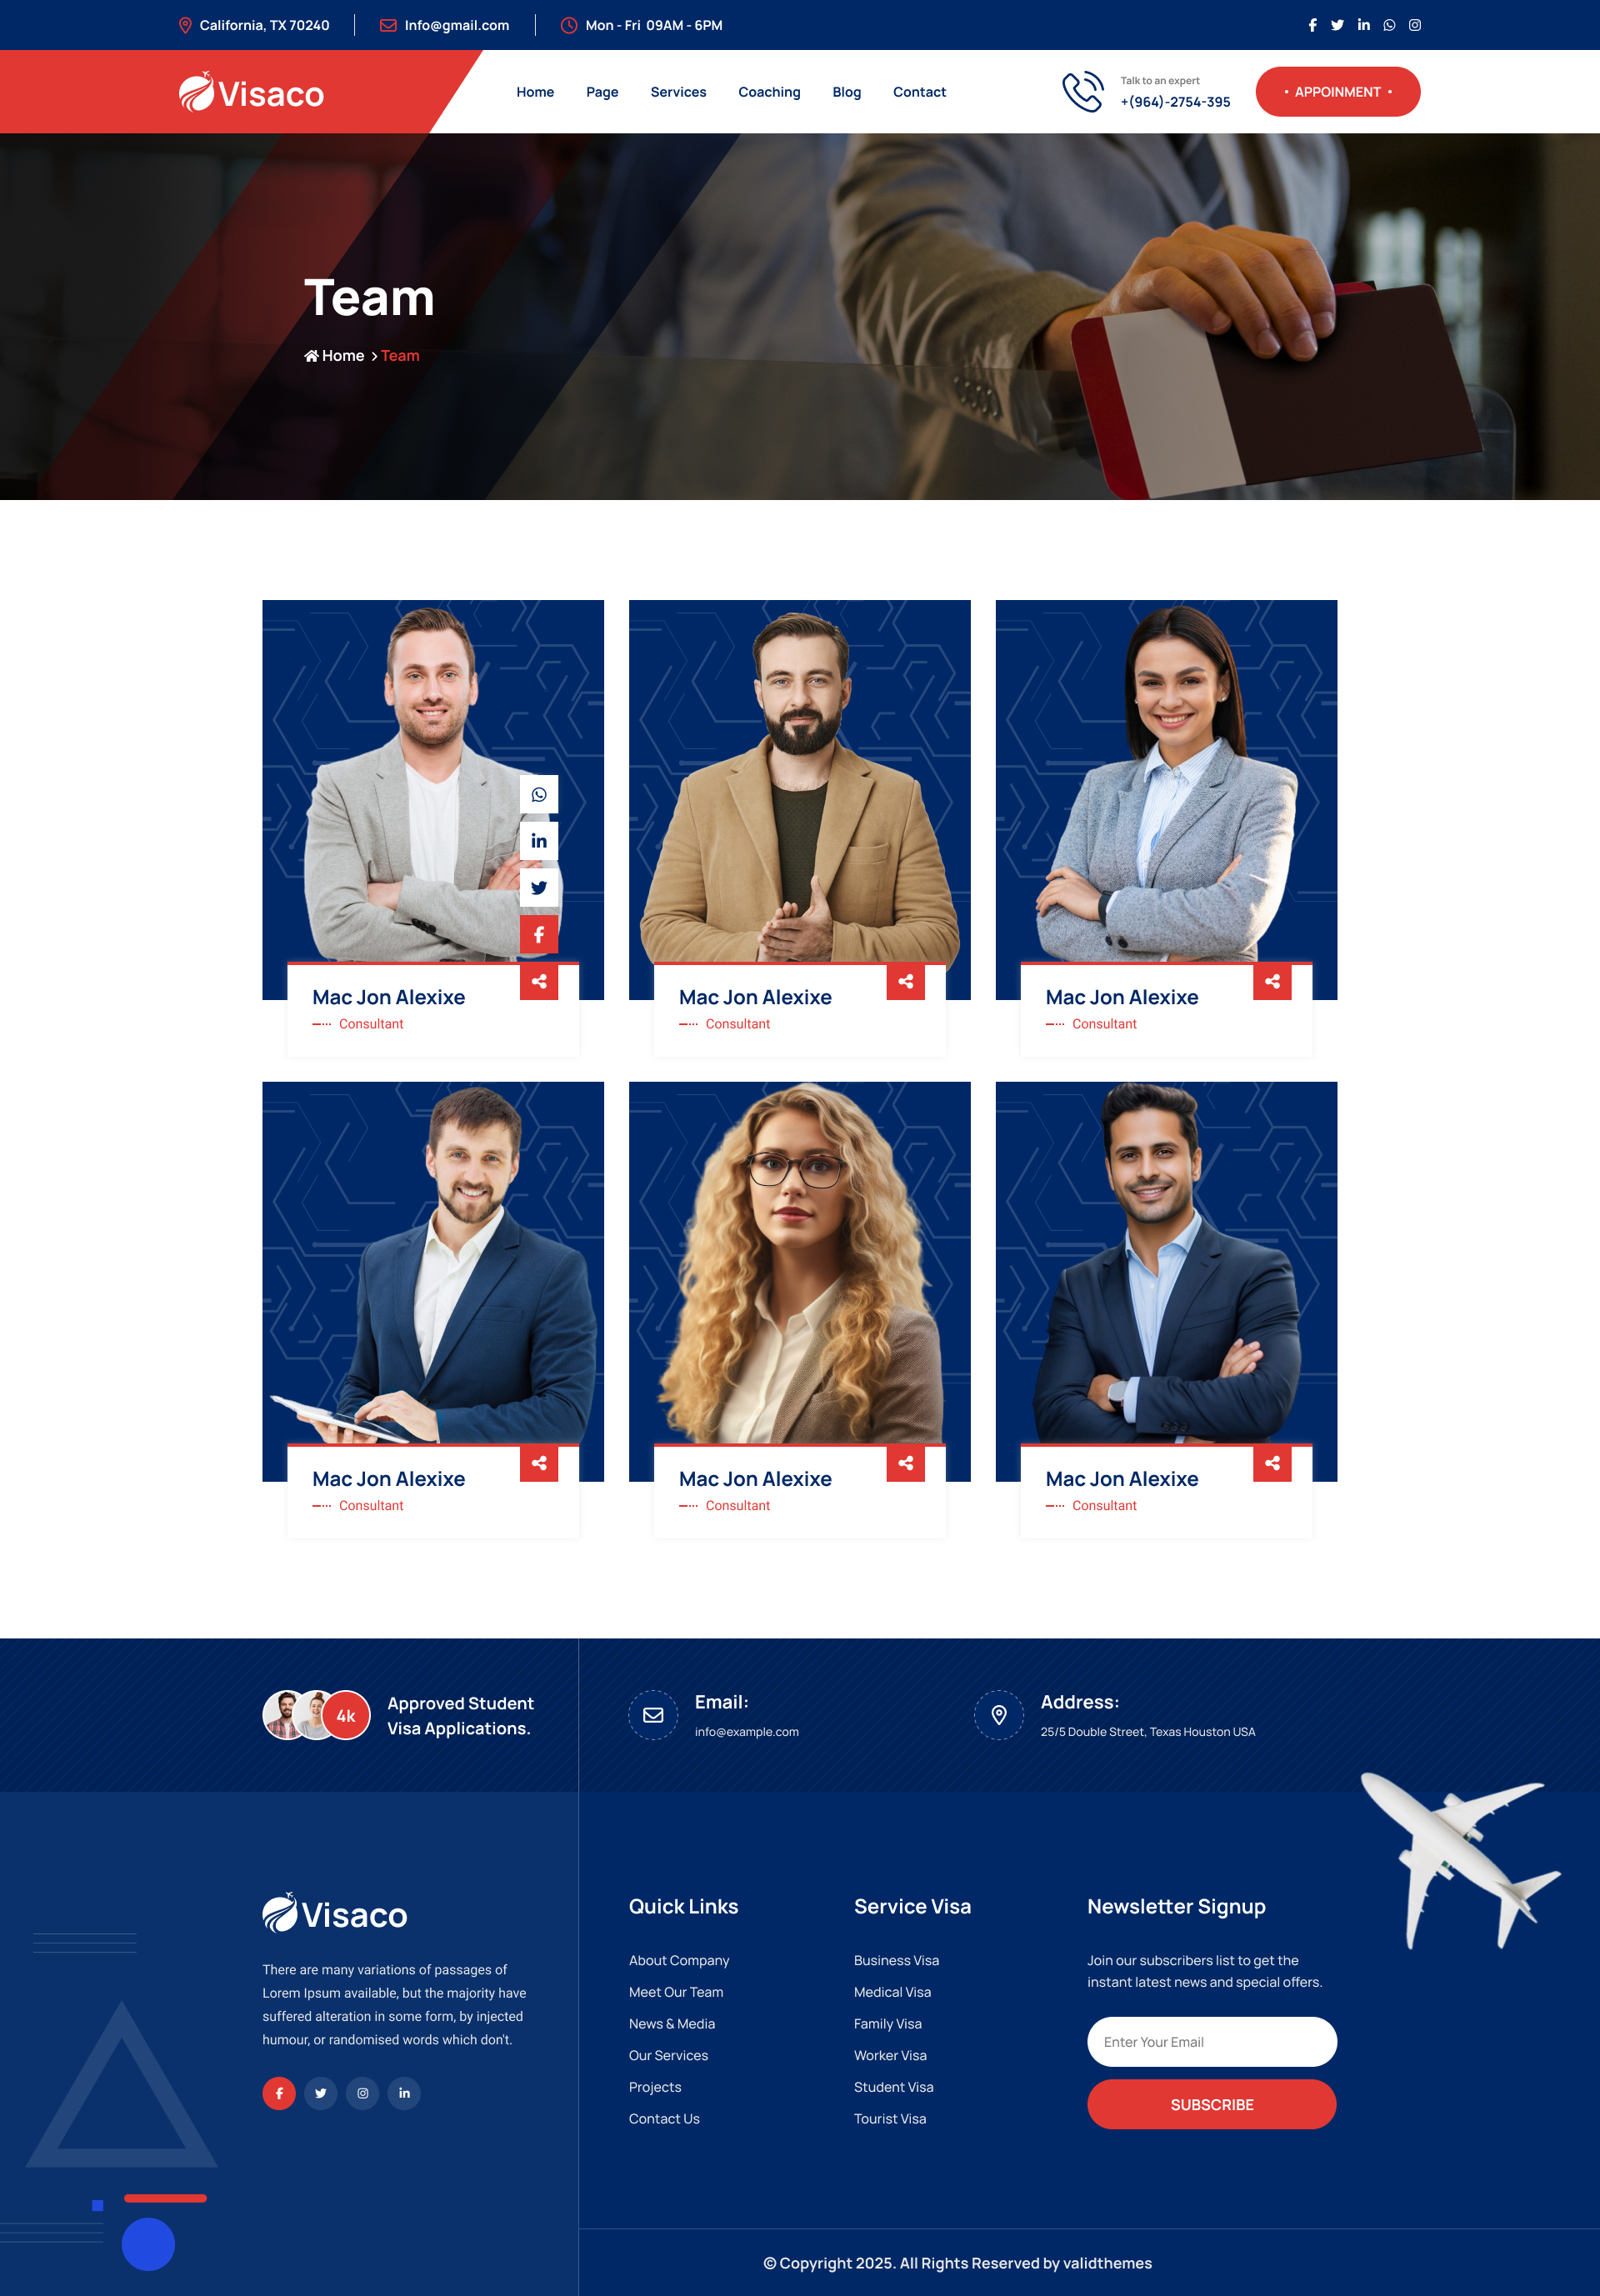 California, TX 70240
Info@gmail.com
Mon - Fri 09AM - 6PM
Visaco
Home
Page
Services
Coaching
Blog
Contact
Talk to an expert
+(964)-2754-395
• APPOINMENT •
Team
Home > Team
Mac Jon Alexixe
Consultant
Mac Jon Alexixe
Consultant
Mac Jon Alexixe
Consultant
Mac Jon Alexixe
Consultant
Mac Jon Alexixe
Consultant
Mac Jon Alexixe
Consultant
4k
Approved Student
Visa Applications.
Email:
info@example.com
Address:
25/5 Double Street, Texas Houston USA
Visaco
There are many variations of passages of
Lorem Ipsum available, but the majority have
suffered alteration in some form, by injected
humour, or randomised words which don't.
Quick Links
About Company
Meet Our Team
News & Media
Our Services
Projects
Contact Us
Service Visa
Business Visa
Medical Visa
Family Visa
Worker Visa
Student Visa
Tourist Visa
Newsletter Signup
Join our subscribers list to get the
instant latest news and special offers.
Enter Your Email
SUBSCRIBE
© Copyright 2025. All Rights Reserved by validthemes